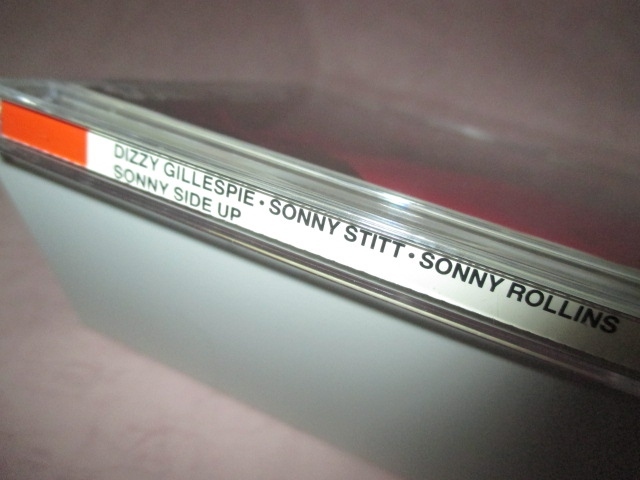 DIZZY GILLESPIE • SONNY STITT • SONNY ROLLINS
SONNY SIDE UP